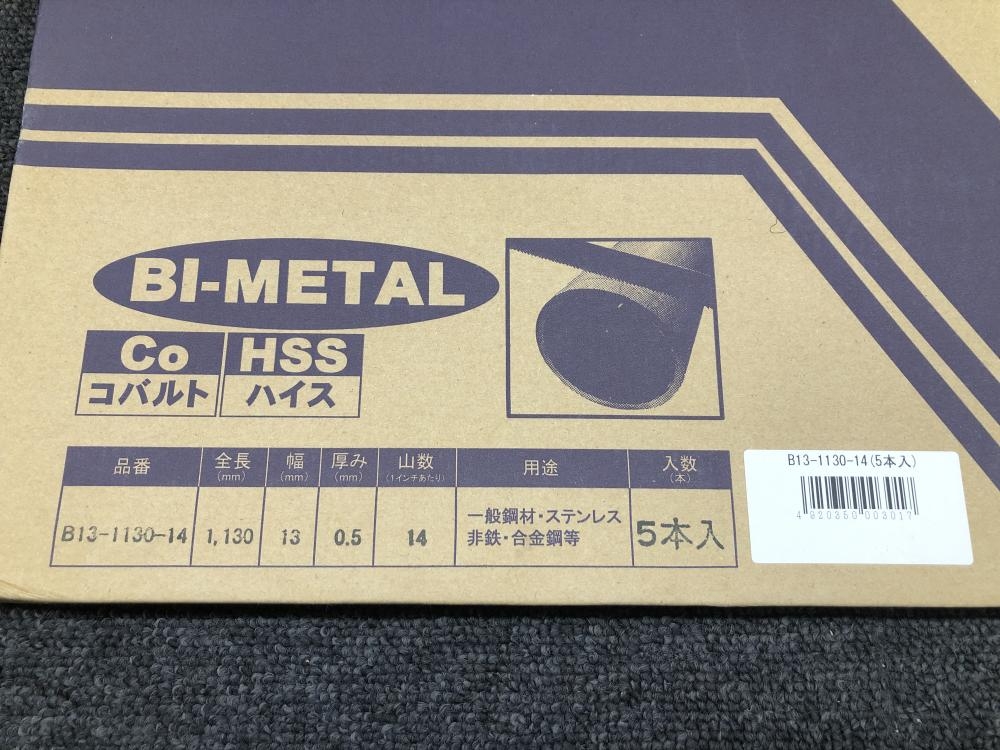 BI-METAL
Co HSS
コバルト ハイス
品番 全長 幅 厚み 山数 用途 入数
(mm) (mm) (mm) (1インチあたり) (本)
B13-1130-14 1,130 13 0.5 14 一般鋼材・ステンレス 5本入
非鉄・合金鋼等
B13-1130-14(5本入)
4 920350 003017